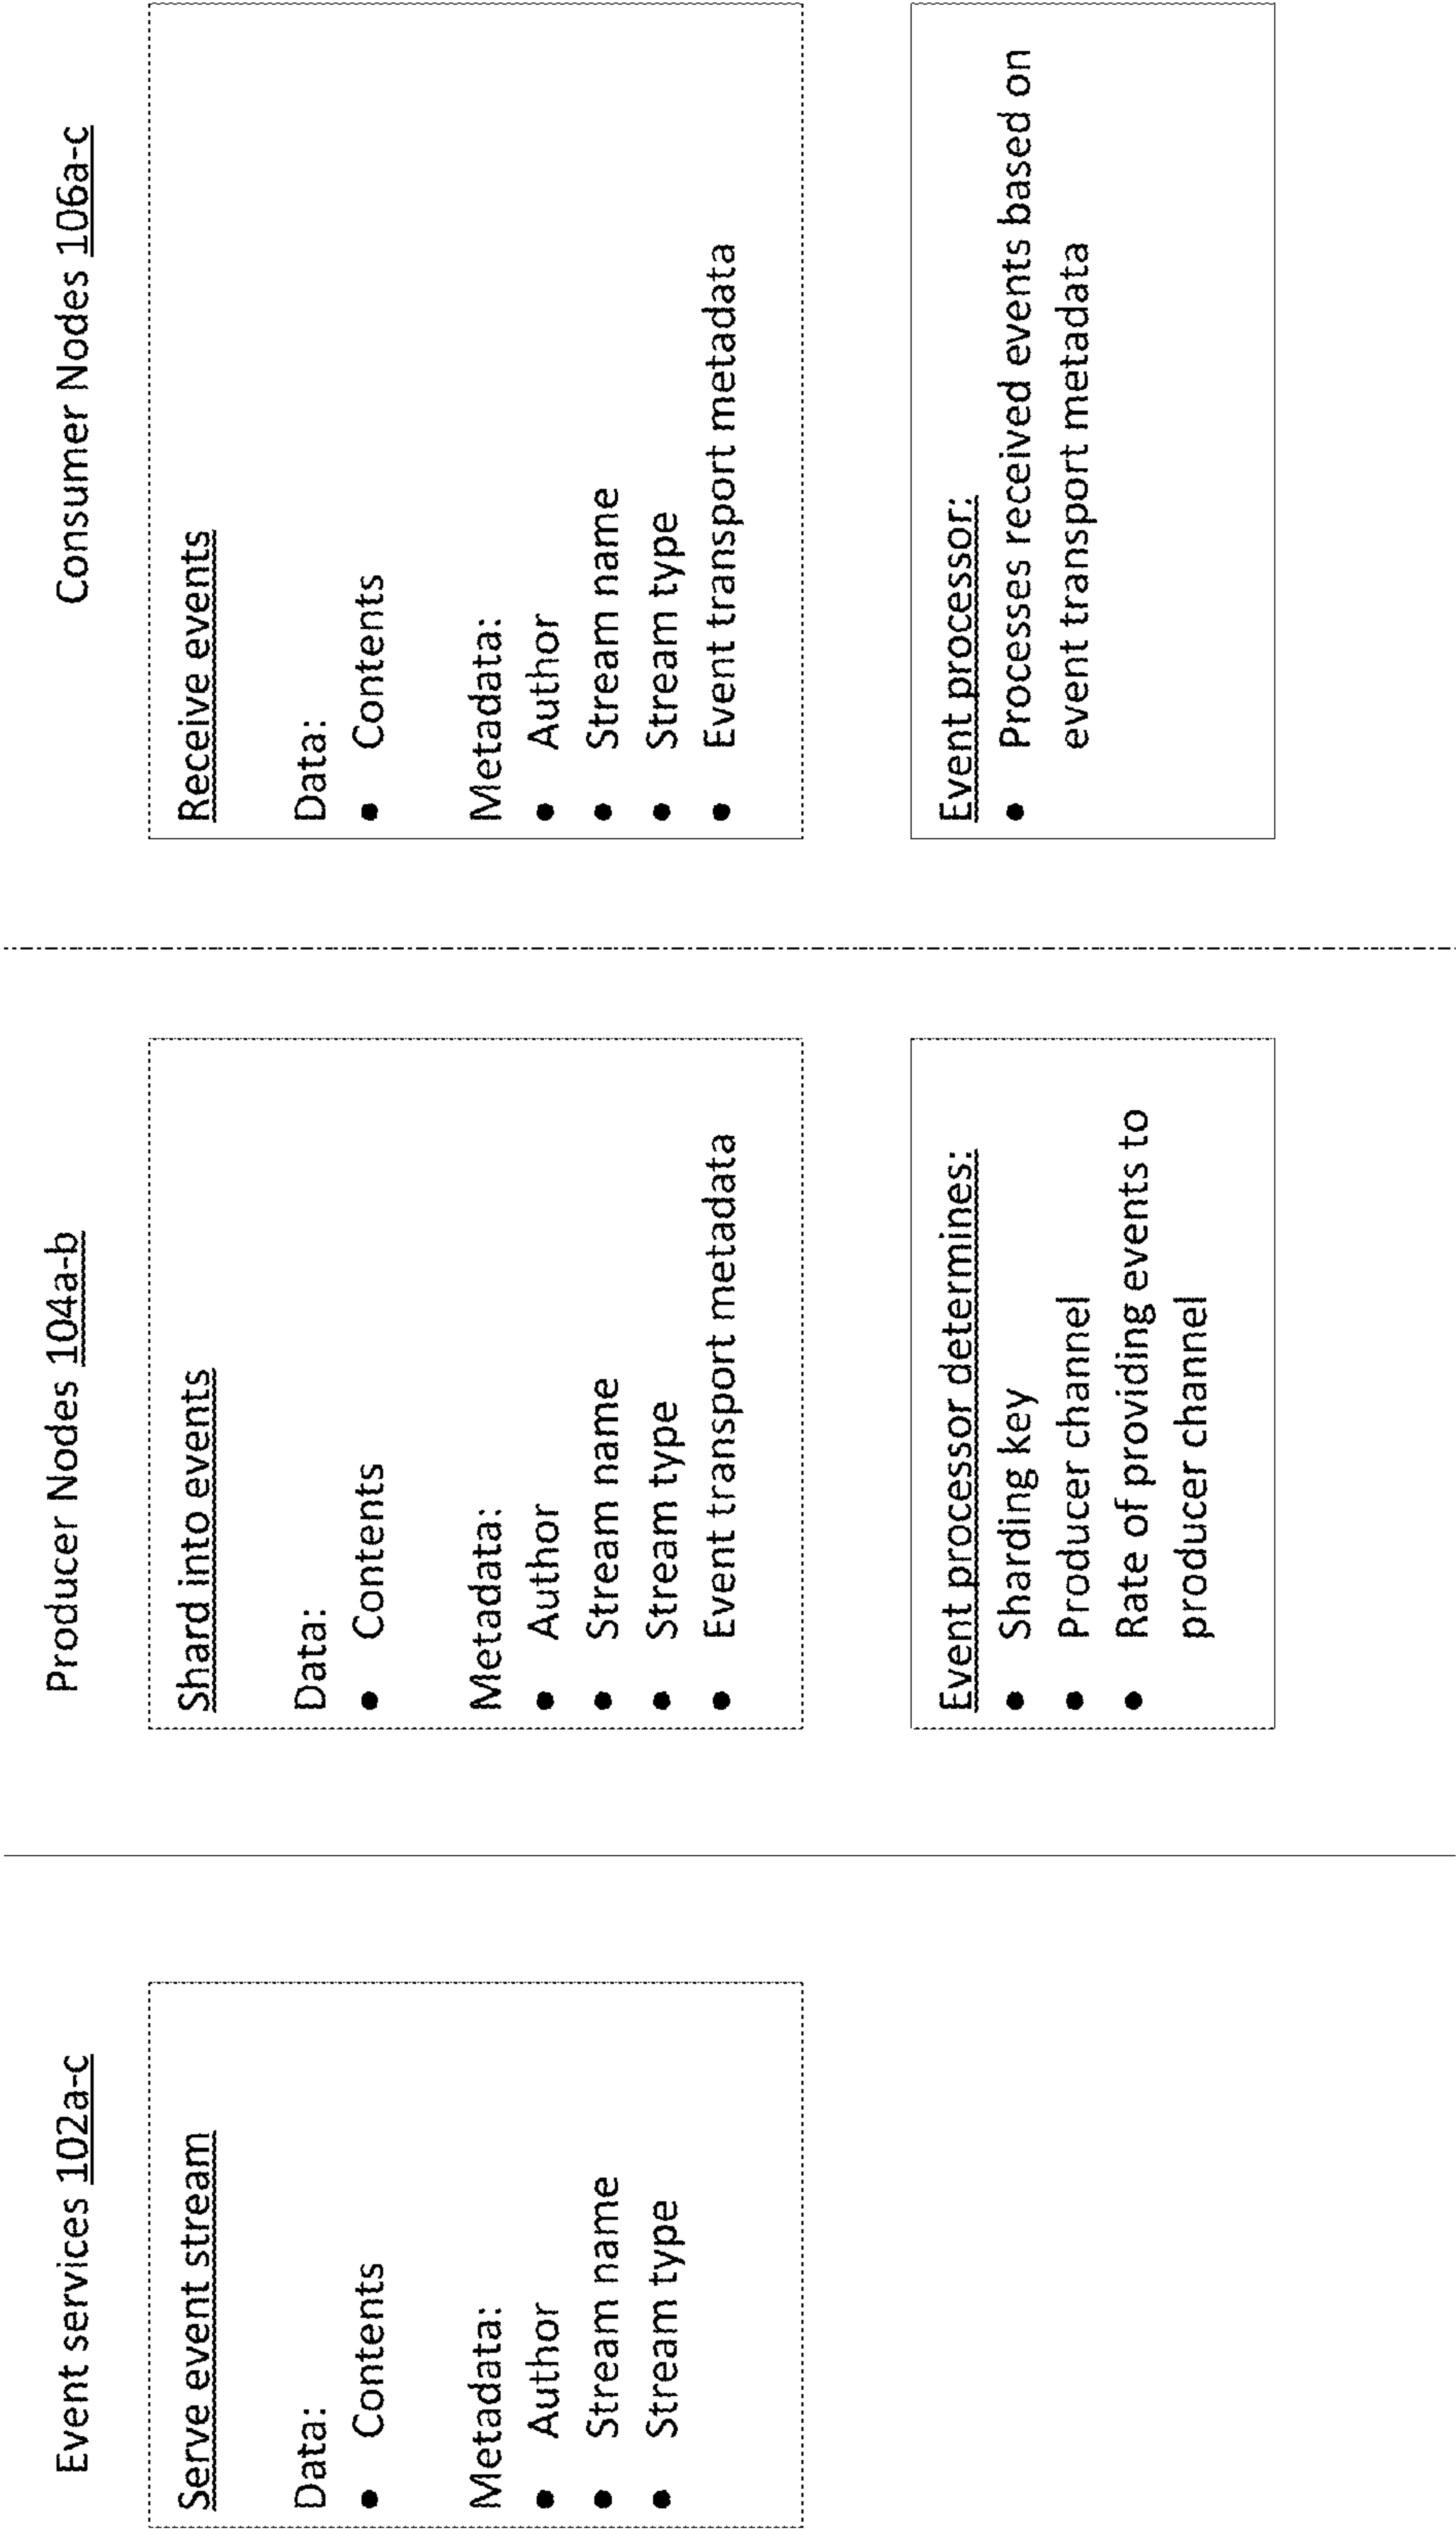 Event services 102a-c
Serve event stream
Data:
• Contents
Metadata:
• Author
• Stream name
• Stream type
Producer Nodes 104a-b
Shard into events
Data:
• Contents
Metadata:
• Author
• Stream name
• Stream type
• Event transport metadata
Event processor determines:
• Sharding key
• Producer channel
• Rate of providing events to
producer channel
Consumer Nodes 106a-c
Receive events
Data:
• Contents
Metadata:
• Author
• Stream name
• Stream type
• Event transport metadata
Event processor:
• Processes received events based on
event transport metadata